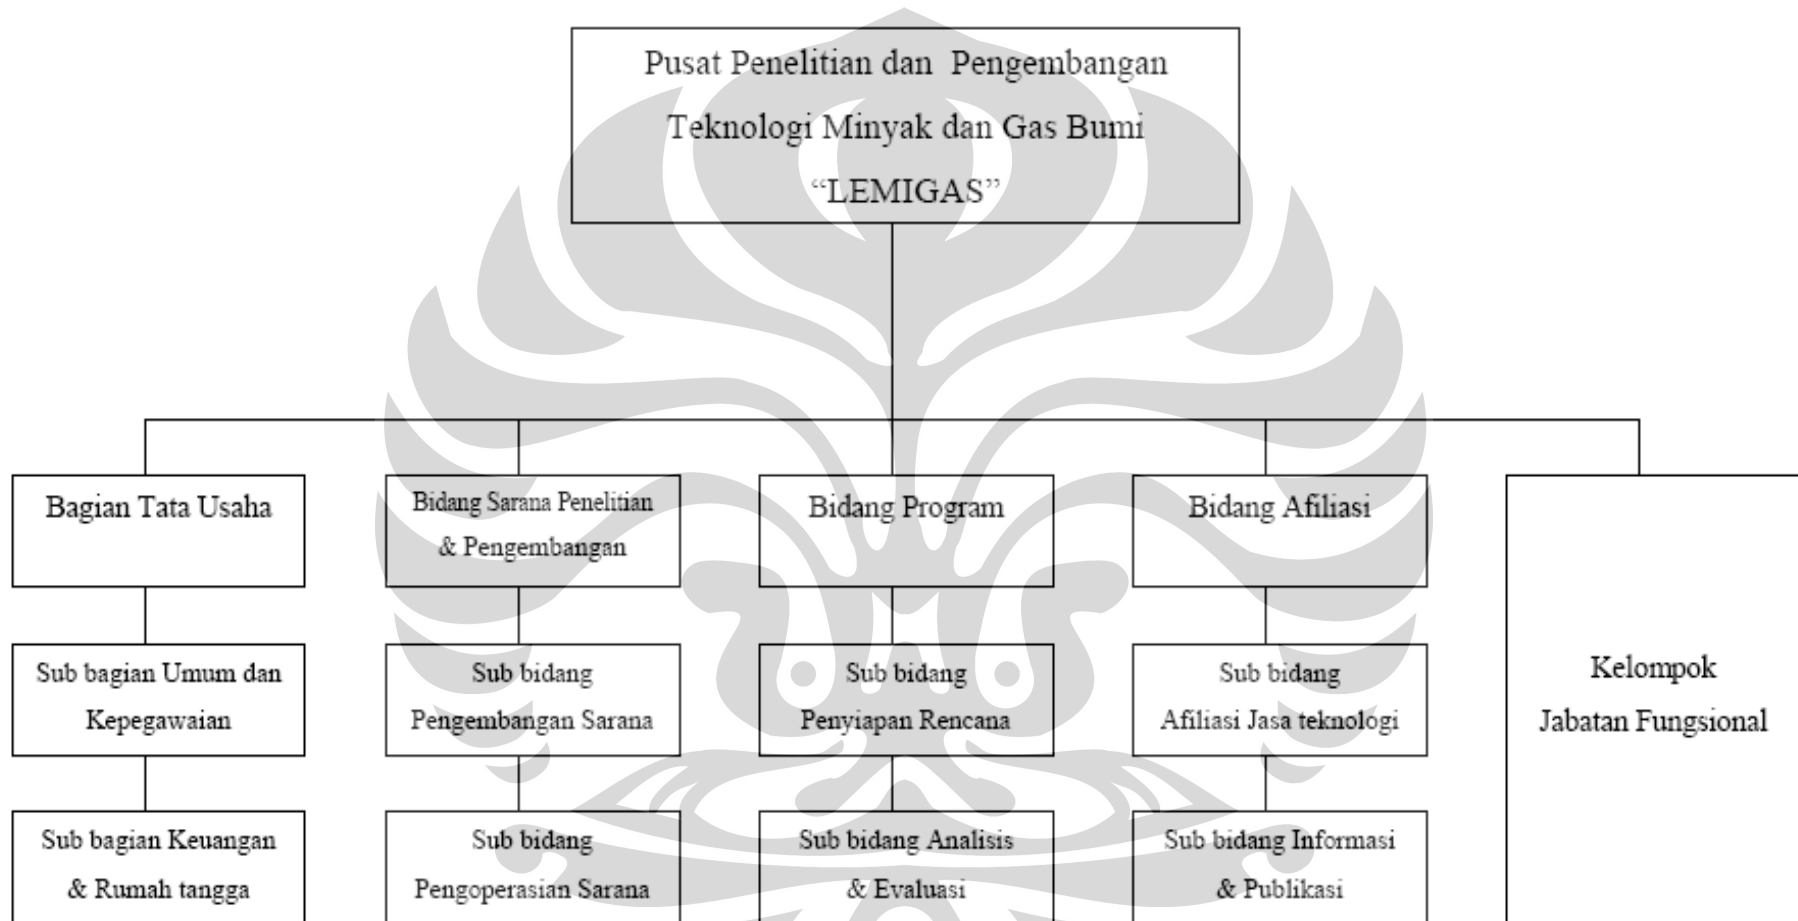 Pusat Penelitian dan Pengembangan
Teknologi Minyak dan Gas Bumi
“LEMIGAS”
Bagian Tata Usaha
Bidang Sarana Penelitian
& Pengembangan
Bidang Program
Bidang Afiliasi
Sub bagian Umum dan
Kepegawaian
Sub bidang
Pengembangan Sarana
Sub bidang
Penyiapan Rencana
Sub bidang
Afiliasi Jasa teknologi
Kelompok
Jabatan Fungsional
Sub bagian Keuangan
& Rumah tangga
Sub bidang
Pengoperasian Sarana
Sub bidang Analisis
& Evaluasi
Sub bidang Informasi
& Publikasi